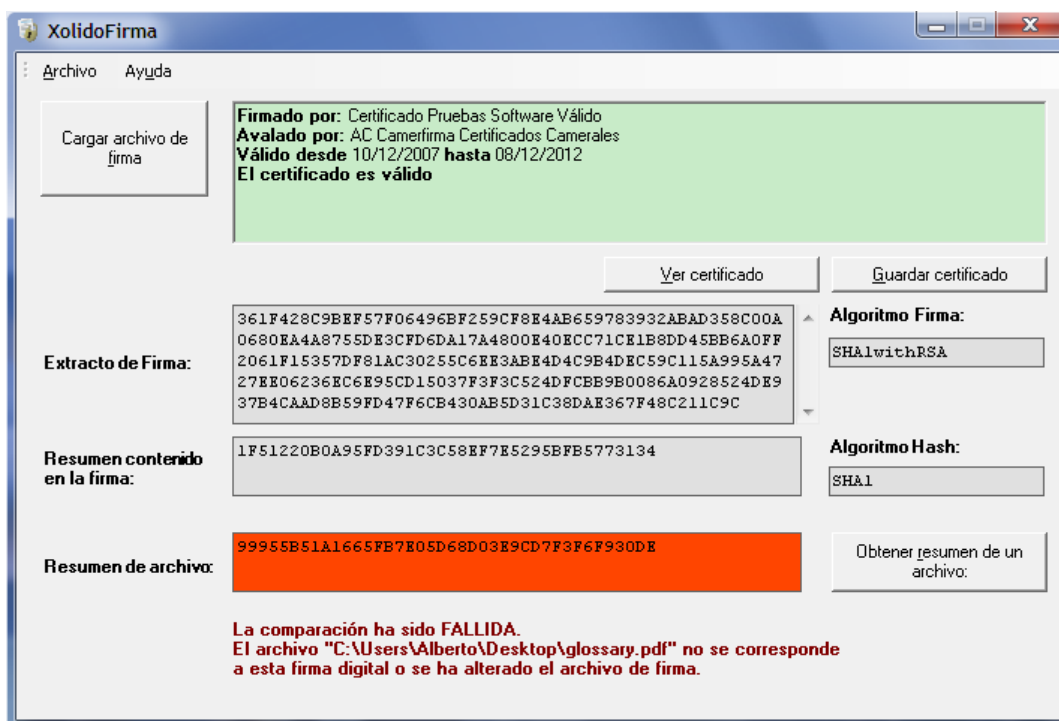 XolidoFirma
Archivo Ayuda
Cargar archivo de
firma
Firmado por: Certificado Pruebas Software Válido
Avalado por: AC Camerfirma Certificados Camerales
Válido desde 10/12/2007 hasta 08/12/2012
El certificado es válido
Ver certificado
Guardar certificado
Extracto de Firma:
361F428C9BEF57F06496BF259CF8E4AB659783932ABAD358C00A
0680EA4A8755DE3CFD6DA17A4800E40ECC71CE1B8DD45BB6A0FF
2061F15357DF81AC30255C6EE3ABE4D4C9B4DEC59C115A995A47
27EE06236EC6E95CD15037F3F3C524DFCBB9B0086A0928524DE9
37B4CAAD8B59FD47F6CB430AB5D31C38DAE367F48C211C9C
Algoritmo Firma:
SHA1withRSA
Resumen contenido
en la firma:
1F51220B0A95FD391C3C58EF7E5295BFB5773134
Algoritmo Hash:
SHA1
Resumen de archivo:
99955B51A1665FB7E05D68D03E9CD7F3F6F930DE
Obtener resumen de un
archivo:
La comparación ha sido FALLIDA.
El archivo "C:\Users\Alberto\Desktop\glossary.pdf" no se corresponde
a esta firma digital o se ha alterado el archivo de firma.